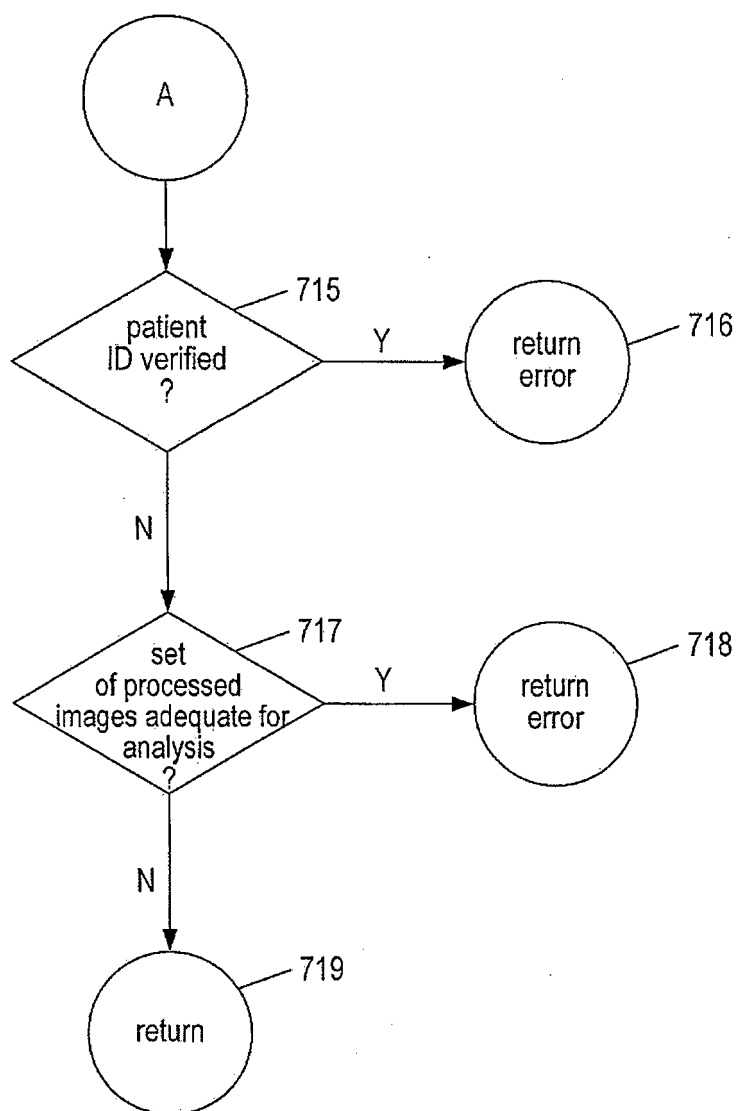 A
715
patient
ID verified
?
Y
return
error
716
N
717
set
of processed
images adequate for
analysis
?
Y
return
error
718
N
719
return